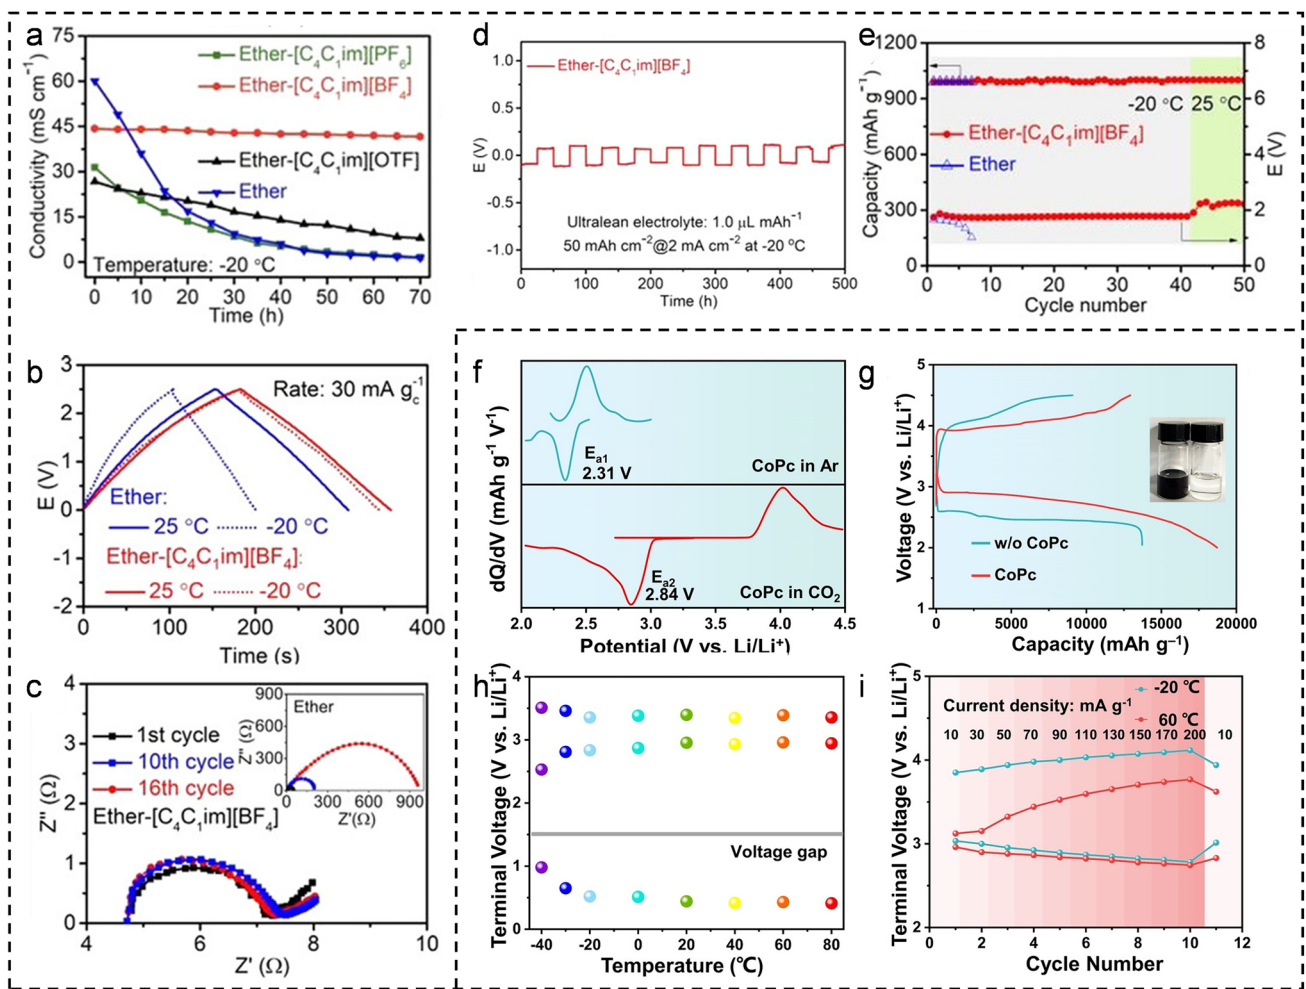 a
75
60
45
30
15
0
Conductivity (mS cm⁻¹)
Ether-[C₄C₁im][PF₆]
Ether-[C₄C₁im][BF₄]
Ether-[C₄C₁im][OTF]
Ether
Temperature: -20 °C
0 10 20 30 40 50 60 70
Time (h)
d
1.0
0.5
0.0
-0.5
-1.0
E (V)
Ether-[C₄C₁im][BF₄]
Ultralean electrolyte: 1.0 μL mAh⁻¹
50 mAh cm⁻²@2 mA cm⁻² at -20 °C
0 100 200 300 400 500
Time (h)
e
1200
900
600
300
0
Capacity (mAh g⁻¹)
8
6
4
2
0
E (V)
-20 °C 25 °C
Ether-[C₄C₁im][BF₄]
Ether
0 10 20 30 40 50
Cycle number
b
3
2
1
0
-1
-2
E (V)
Rate: 30 mA g_c⁻¹
Ether:
25 °C -20 °C
Ether-[C₄C₁im][BF₄]:
25 °C -20 °C
0 100 200 300 400
Time (s)
f
dQ/dV (mAh g⁻¹ V⁻¹)
Eₐ₁
2.31 V
CoPc in Ar
Eₐ₂
2.84 V
CoPc in CO₂
2.0 2.5 3.0 3.5 4.0 4.5
Potential (V vs. Li/Li⁺)
g
5
4
3
2
1
Voltage (V vs. Li/Li⁺)
w/o CoPc
CoPc
0 5000 10000 15000 20000
Capacity (mAh g⁻¹)
c
4
3
2
1
0
Z'' (Ω)
1st cycle
10th cycle
16th cycle
Ether-[C₄C₁im][BF₄]
900
600
300
0
Z''(Ω)
Ether
0 300 600 900
Z'(Ω)
4 6 8 10
Z' (Ω)
h
4
3
2
1
0
Terminal Voltage (V vs. Li/Li⁺)
Voltage gap
-40 -20 0 20 40 60 80
Temperature (℃)
i
5
4
3
2
Terminal Voltage (V vs. Li/Li⁺)
-20 ℃
Current density: mA g⁻¹
60 ℃
10 30 50 70 90 110 130 150 170 200 10
0 2 4 6 8 10 12
Cycle Number